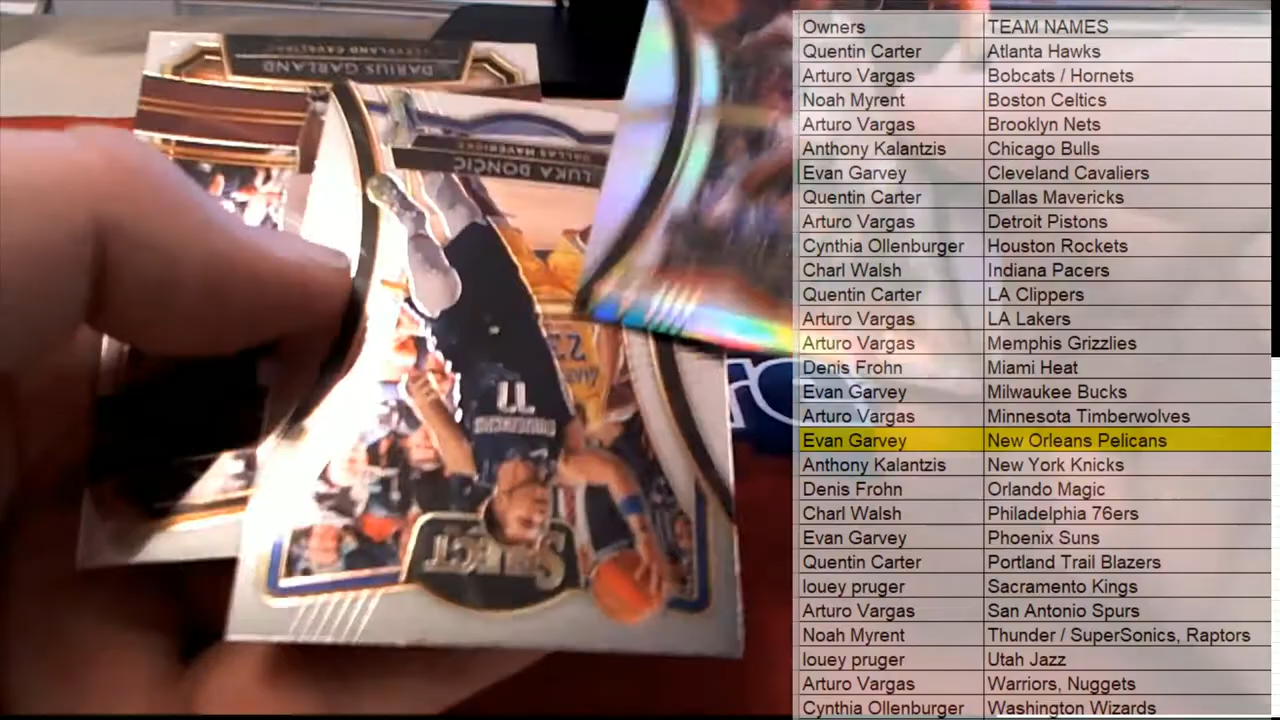 DARIUS GARLAND
CLEVELAND CAVALIERS
LUKA DONCIC
DALLAS MAVERICKS
23
11
MAVERICKS
SELECT
Owners TEAM NAMES
Quentin Carter Atlanta Hawks
Arturo Vargas Bobcats / Hornets
Noah Myrent Boston Celtics
Arturo Vargas Brooklyn Nets
Anthony Kalantzis Chicago Bulls
Evan Garvey Cleveland Cavaliers
Quentin Carter Dallas Mavericks
Arturo Vargas Detroit Pistons
Cynthia Ollenburger Houston Rockets
Charl Walsh Indiana Pacers
Quentin Carter LA Clippers
Arturo Vargas LA Lakers
Arturo Vargas Memphis Grizzlies
Denis Frohn Miami Heat
Evan Garvey Milwaukee Bucks
Arturo Vargas Minnesota Timberwolves
Evan Garvey New Orleans Pelicans
Anthony Kalantzis New York Knicks
Denis Frohn Orlando Magic
Charl Walsh Philadelphia 76ers
Evan Garvey Phoenix Suns
Quentin Carter Portland Trail Blazers
louey pruger Sacramento Kings
Arturo Vargas San Antonio Spurs
Noah Myrent Thunder / SuperSonics, Raptors
louey pruger Utah Jazz
Arturo Vargas Warriors, Nuggets
Cynthia Ollenburger Washington Wizards